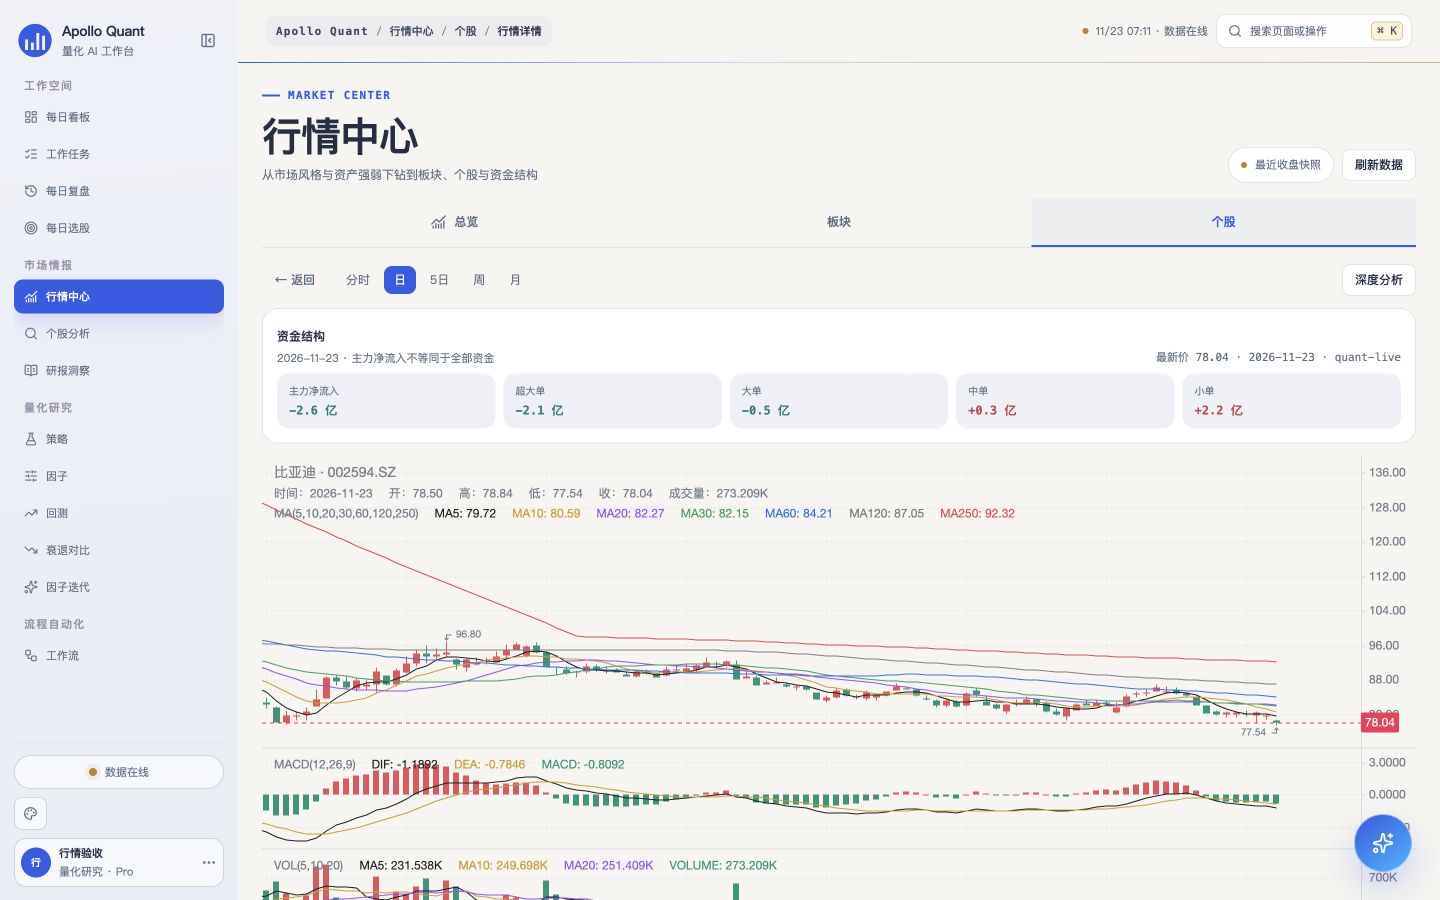 Apollo Quant
量化 AI 工作台
工作空间
每日看板
工作任务
每日复盘
每日选股
市场情报
行情中心
个股分析
研报洞察
量化研究
策略
因子
回测
衰退对比
因子迭代
流程自动化
工作流
数据在线
行
行情验收
量化研究 · Pro
Apollo Quant / 行情中心 / 个股 / 行情详情
11/23 07:11 · 数据在线
搜索页面或操作
⌘ K
MARKET CENTER
行情中心
从市场风格与资产强弱下钻到板块、个股与资金结构
最近收盘快照
刷新数据
总览
板块
个股
← 返回
分时
日
5日
周
月
深度分析
资金结构
2026-11-23 · 主力净流入不等同于全部资金
最新价 78.04 · 2026-11-23 · quant-live
主力净流入
-2.6 亿
超大单
-2.1 亿
大单
-0.5 亿
中单
+0.3 亿
小单
+2.2 亿
比亚迪 · 002594.SZ
时间: 2026-11-23 开: 78.50 高: 78.84 低: 77.54 收: 78.04 成交量: 273.209K
MA(5,10,20,30,60,120,250) MA5: 79.72 MA10: 80.59 MA20: 82.27 MA30: 82.15 MA60: 84.21 MA120: 87.05 MA250: 92.32
136.00
128.00
120.00
112.00
104.00
96.00
88.00
78.04
96.80
77.54
MACD(12,26,9) DIF: -1.1892 DEA: -0.7846 MACD: -0.8092
3.0000
0.0000
VOL(5,10,20) MA5: 231.538K MA10: 249.698K MA20: 251.409K VOLUME: 273.209K
700K